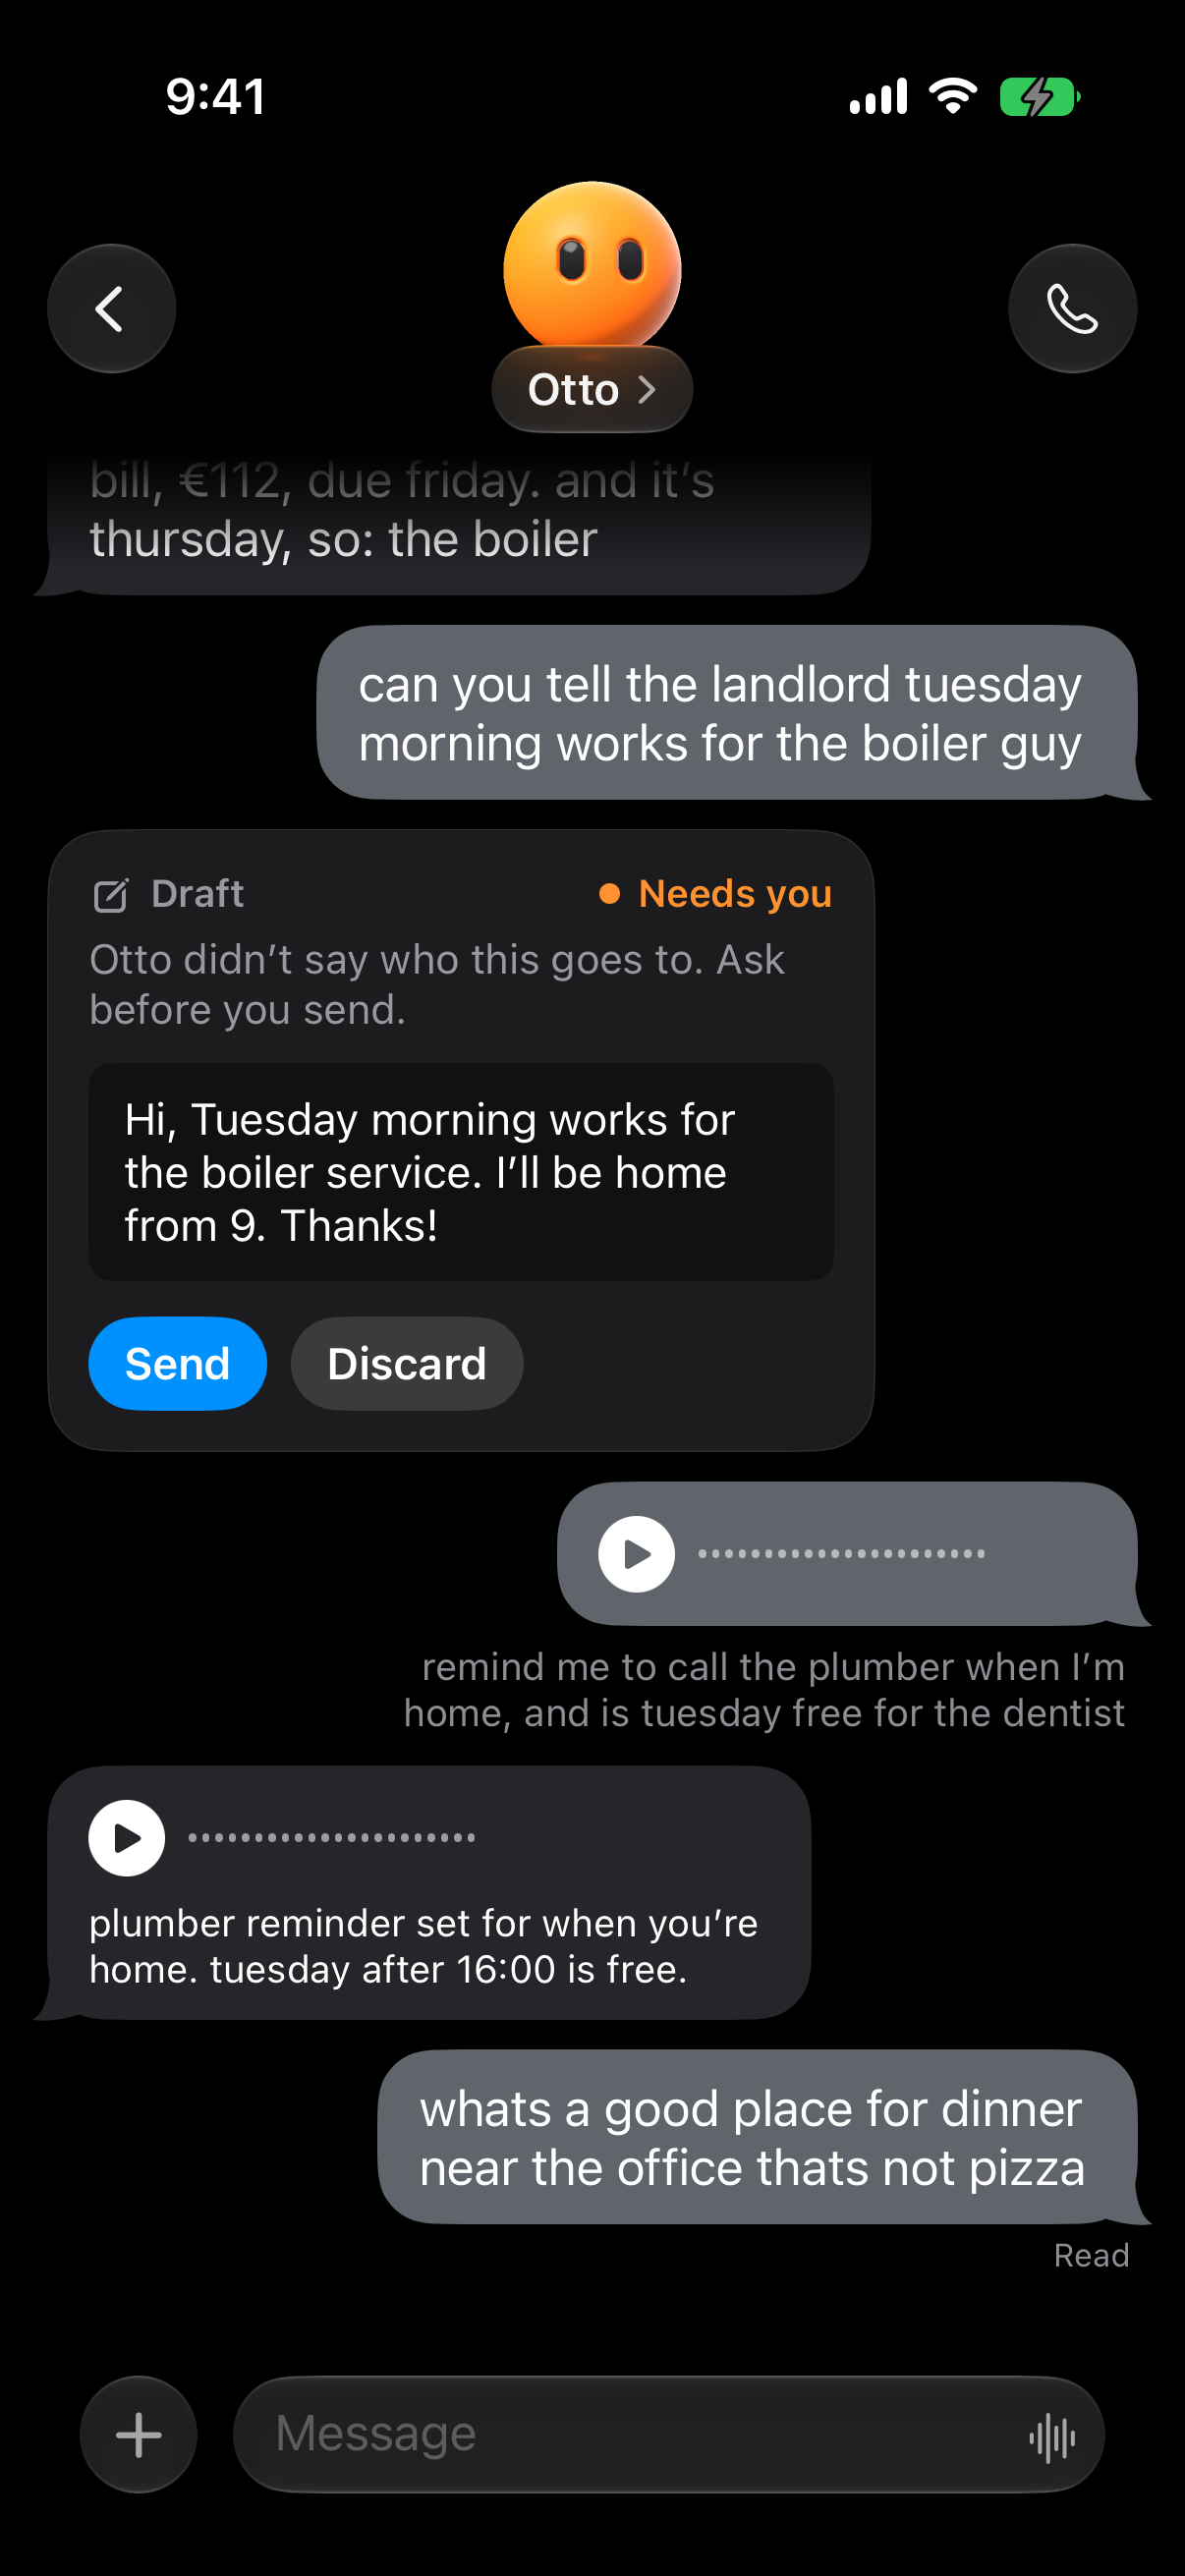 9:41
Otto
bill, €112, due friday. and it’s
thursday, so: the boiler
can you tell the landlord tuesday
morning works for the boiler guy
Draft
Needs you
Otto didn’t say who this goes to. Ask
before you send.
Hi, Tuesday morning works for
the boiler service. I’ll be home
from 9. Thanks!
Send
Discard
remind me to call the plumber when I’m
home, and is tuesday free for the dentist
plumber reminder set for when you’re
home. tuesday after 16:00 is free.
whats a good place for dinner
near the office thats not pizza
Read
Message